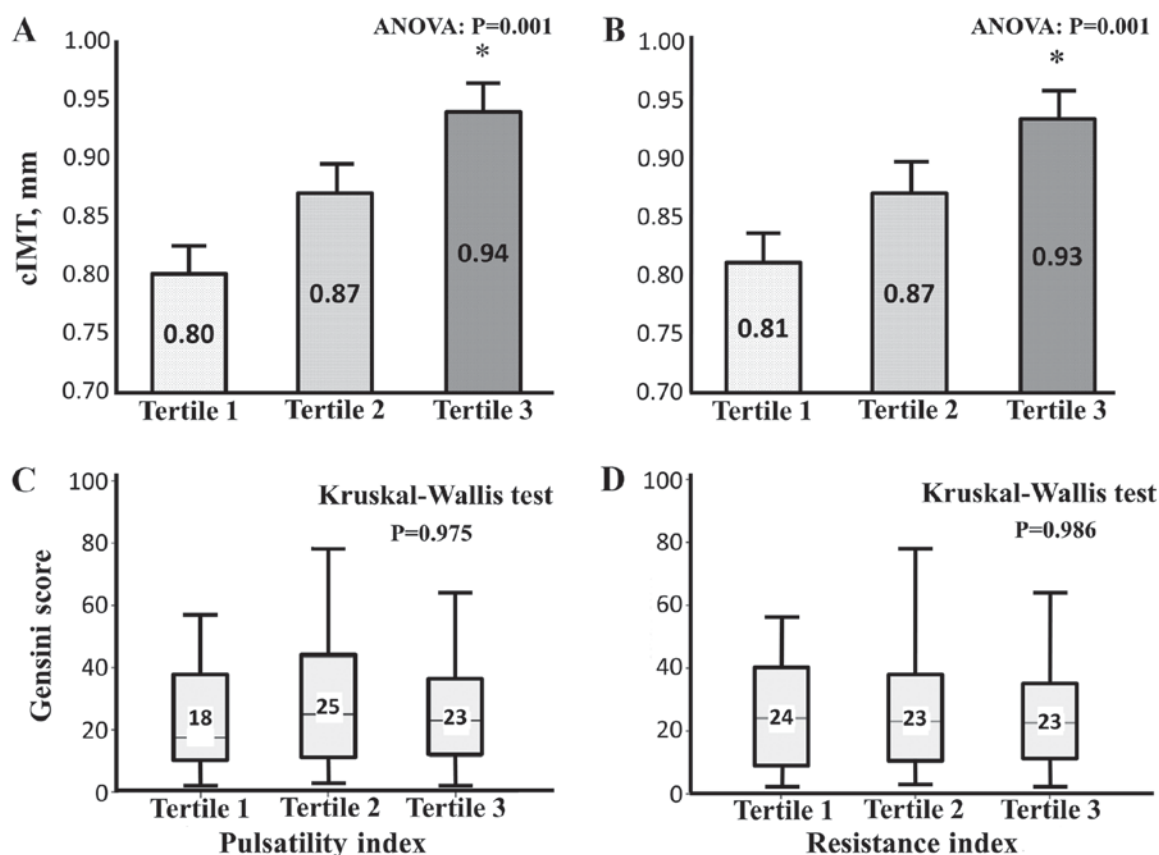 A
ANOVA: P=0.001
*
cIMT, mm
1.00
0.95
0.90
0.85
0.80
0.75
0.70
0.80
0.87
0.94
Tertile 1
Tertile 2
Tertile 3
B
ANOVA: P=0.001
*
1.00
0.95
0.90
0.85
0.80
0.75
0.70
0.81
0.87
0.93
Tertile 1
Tertile 2
Tertile 3
C
Kruskal-Wallis test
P=0.975
Gensini score
100
80
60
40
20
0
18
25
23
Tertile 1
Tertile 2
Tertile 3
Pulsatility index
D
Kruskal-Wallis test
P=0.986
100
80
60
40
20
0
24
23
23
Tertile 1
Tertile 2
Tertile 3
Resistance index